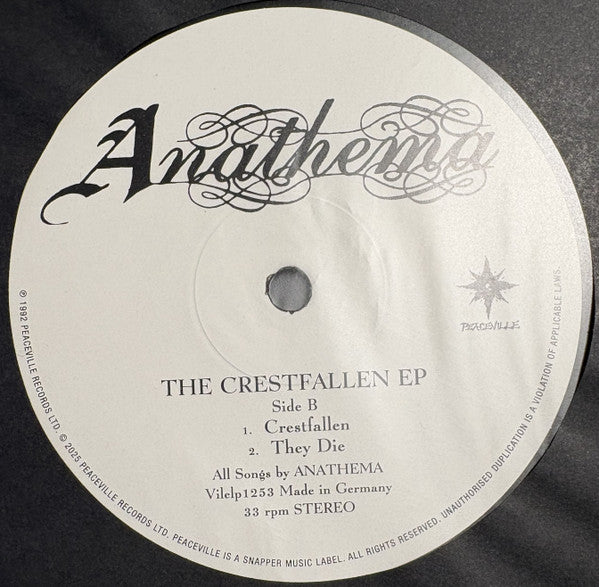 Anathema
PEACEVILLE
THE CRESTFALLEN EP
Side B
1. Crestfallen
2. They Die
All Songs by ANATHEMA
Vilelp1253 Made in Germany
33 rpm STEREO
℗ 1992 PEACEVILLE RECORDS LTD. © 2025 PEACEVILLE RECORDS LTD. PEACEVILLE IS A SNAPPER MUSIC LABEL. ALL RIGHTS RESERVED. UNAUTHORISED DUPLICATION IS A VIOLATION OF APPLICABLE LAWS.